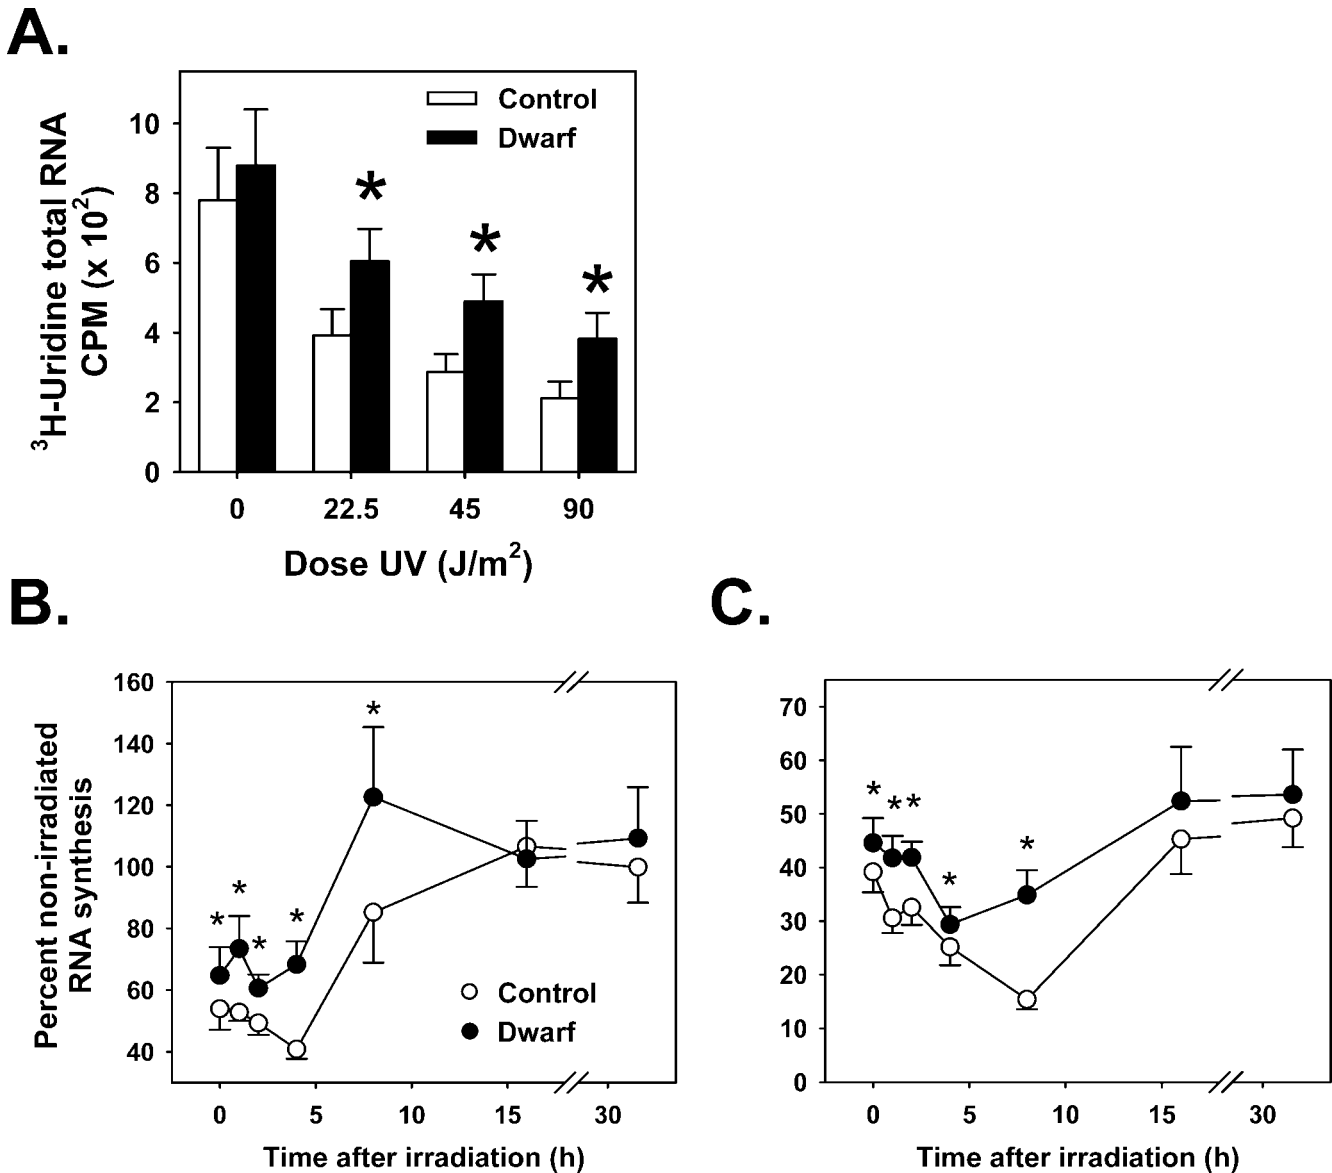 A.
Control
Dwarf
³H-Uridine total RNA
CPM (x 10²)
10
8
6
4
2
0
*
*
*
0 22.5 45 90
Dose UV (J/m²)
B.
Percent non-irradiated
RNA synthesis
160
140
120
100
80
60
40
* * * * *
Control
Dwarf
0 5 10 15 30
Time after irradiation (h)
C.
70
60
50
40
30
20
10
0
* * * * *
0 5 10 15 30
Time after irradiation (h)